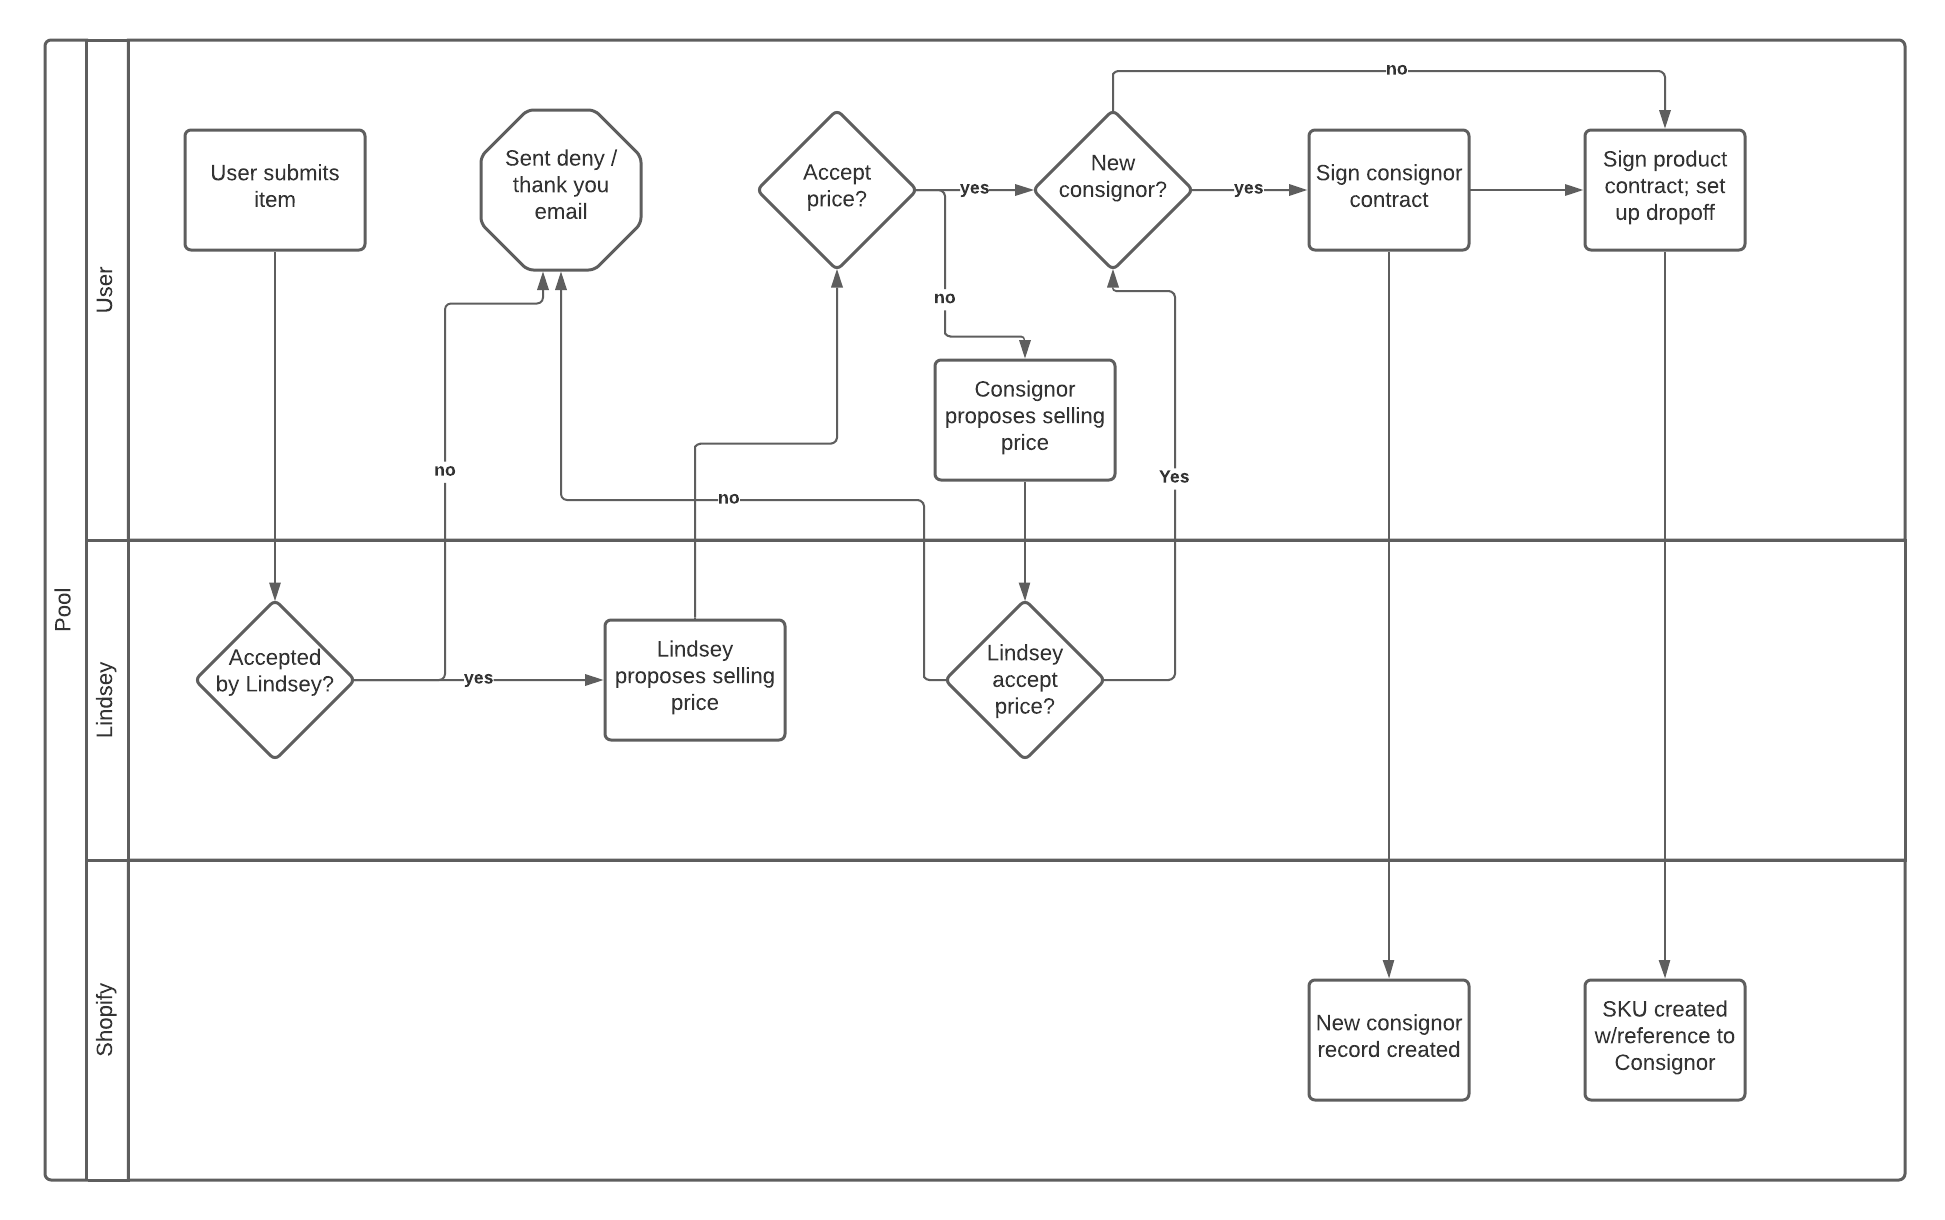 Pool
User
User submits
item
Sent deny /
thank you
email
Accept
price?
yes
no
New
consignor?
no
yes
Sign consignor
contract
Sign product
contract; set
up dropoff
Consignor
proposes selling
price
no
no
Yes
Lindsey
Accepted
by Lindsey?
yes
Lindsey
proposes selling
price
Lindsey
accept
price?
Shopify
New consignor
record created
SKU created
w/reference to
Consignor